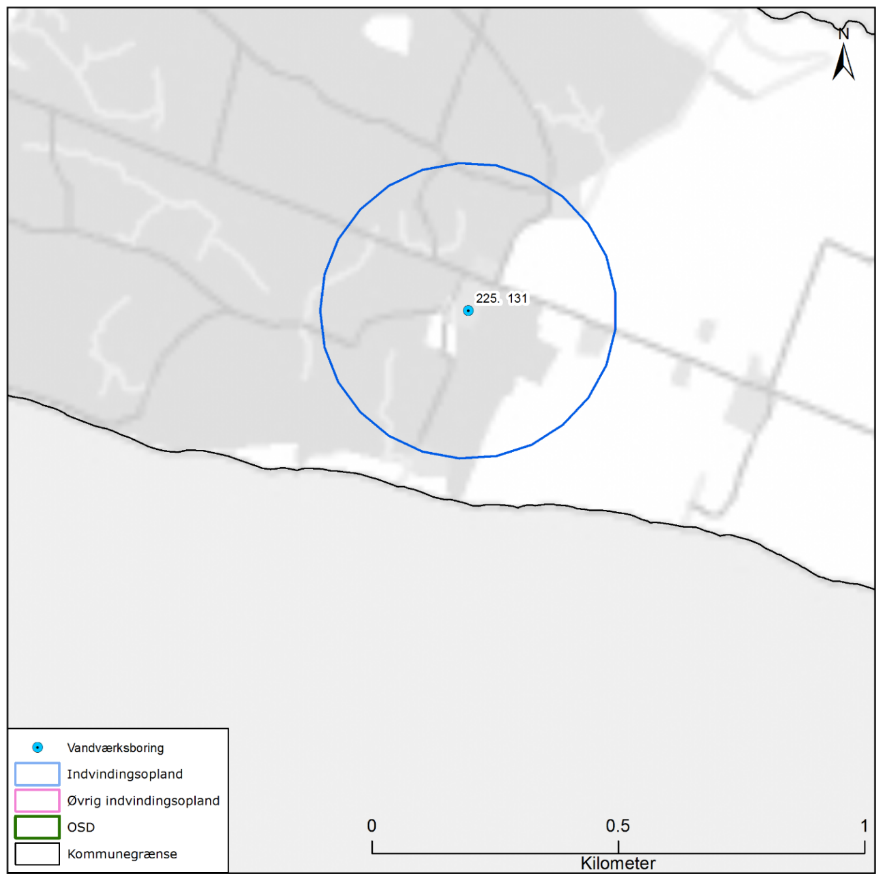 N
225.  131
Vandværksboring
Indvindingsopland
Øvrig indvindingsopland
OSD
Kommunegrænse
0 0.5 1
Kilometer